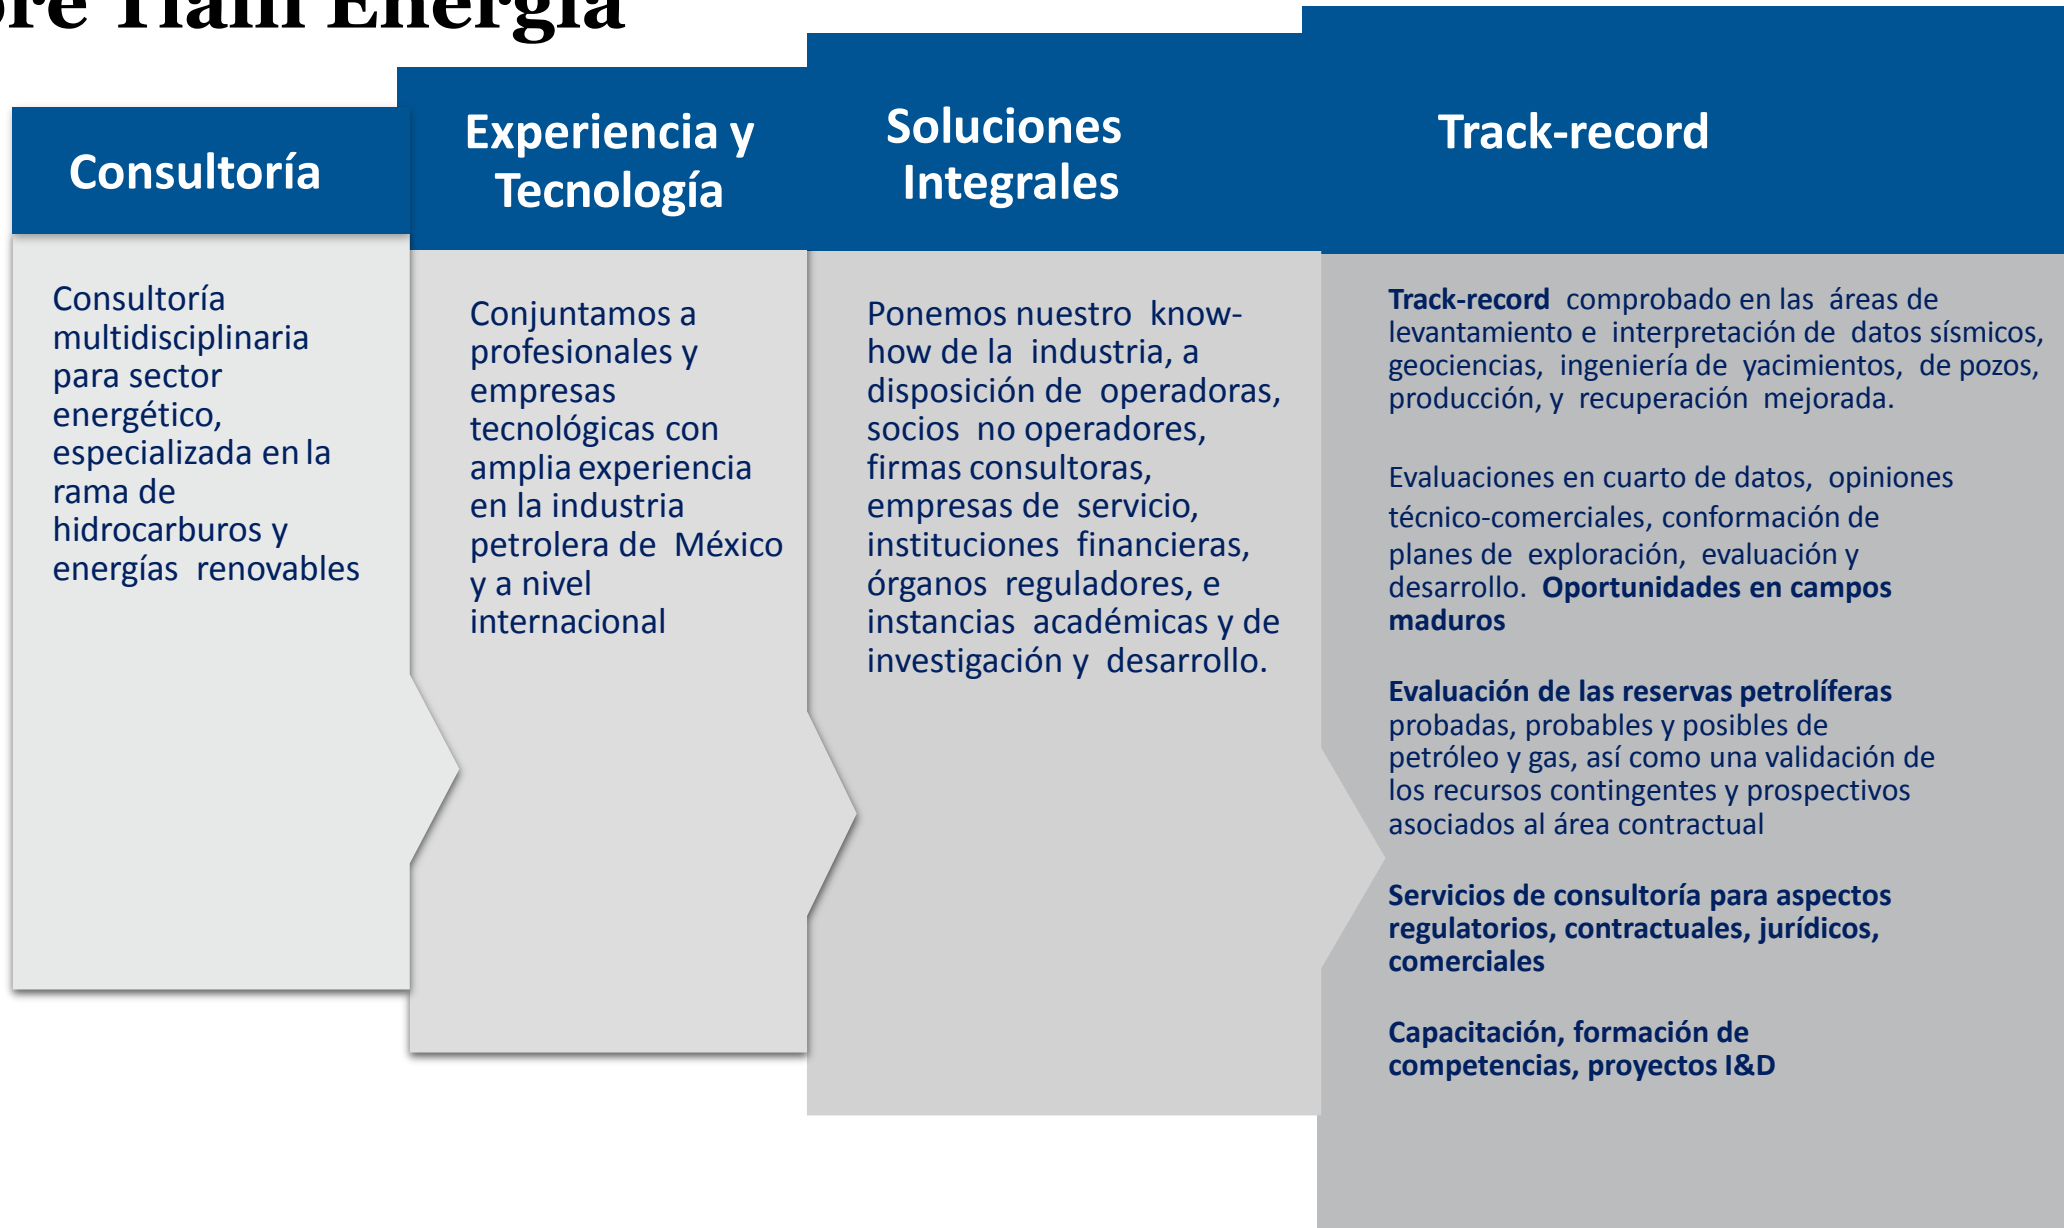 Energía
Consultoría
Consultoría
multidisciplinaria
para sector
energético,
especializada en la
rama de
hidrocarburos y
energías renovables
Experiencia y
Tecnología
Conjuntamos a
profesionales y
empresas
tecnológicas con
amplia experiencia
en la industria
petrolera de México
y a nivel
internacional
Soluciones
Integrales
Ponemos nuestro know-
how de la industria, a
disposición de operadoras,
socios no operadores,
firmas consultoras,
empresas de servicio,
instituciones financieras,
órganos reguladores, e
instancias académicas y de
investigación y desarrollo.
Track-record
Track-record comprobado en las áreas de
levantamiento e interpretación de datos sísmicos,
geociencias, ingeniería de yacimientos, de pozos,
producción, y recuperación mejorada.
Evaluaciones en cuarto de datos, opiniones
técnico-comerciales, conformación de
planes de exploración, evaluación y
desarrollo. Oportunidades en campos
maduros
Evaluación de las reservas petrolíferas
probadas, probables y posibles de
petróleo y gas, así como una validación de
los recursos contingentes y prospectivos
asociados al área contractual
Servicios de consultoría para aspectos
regulatorios, contractuales, jurídicos,
comerciales
Capacitación, formación de
competencias, proyectos I&D